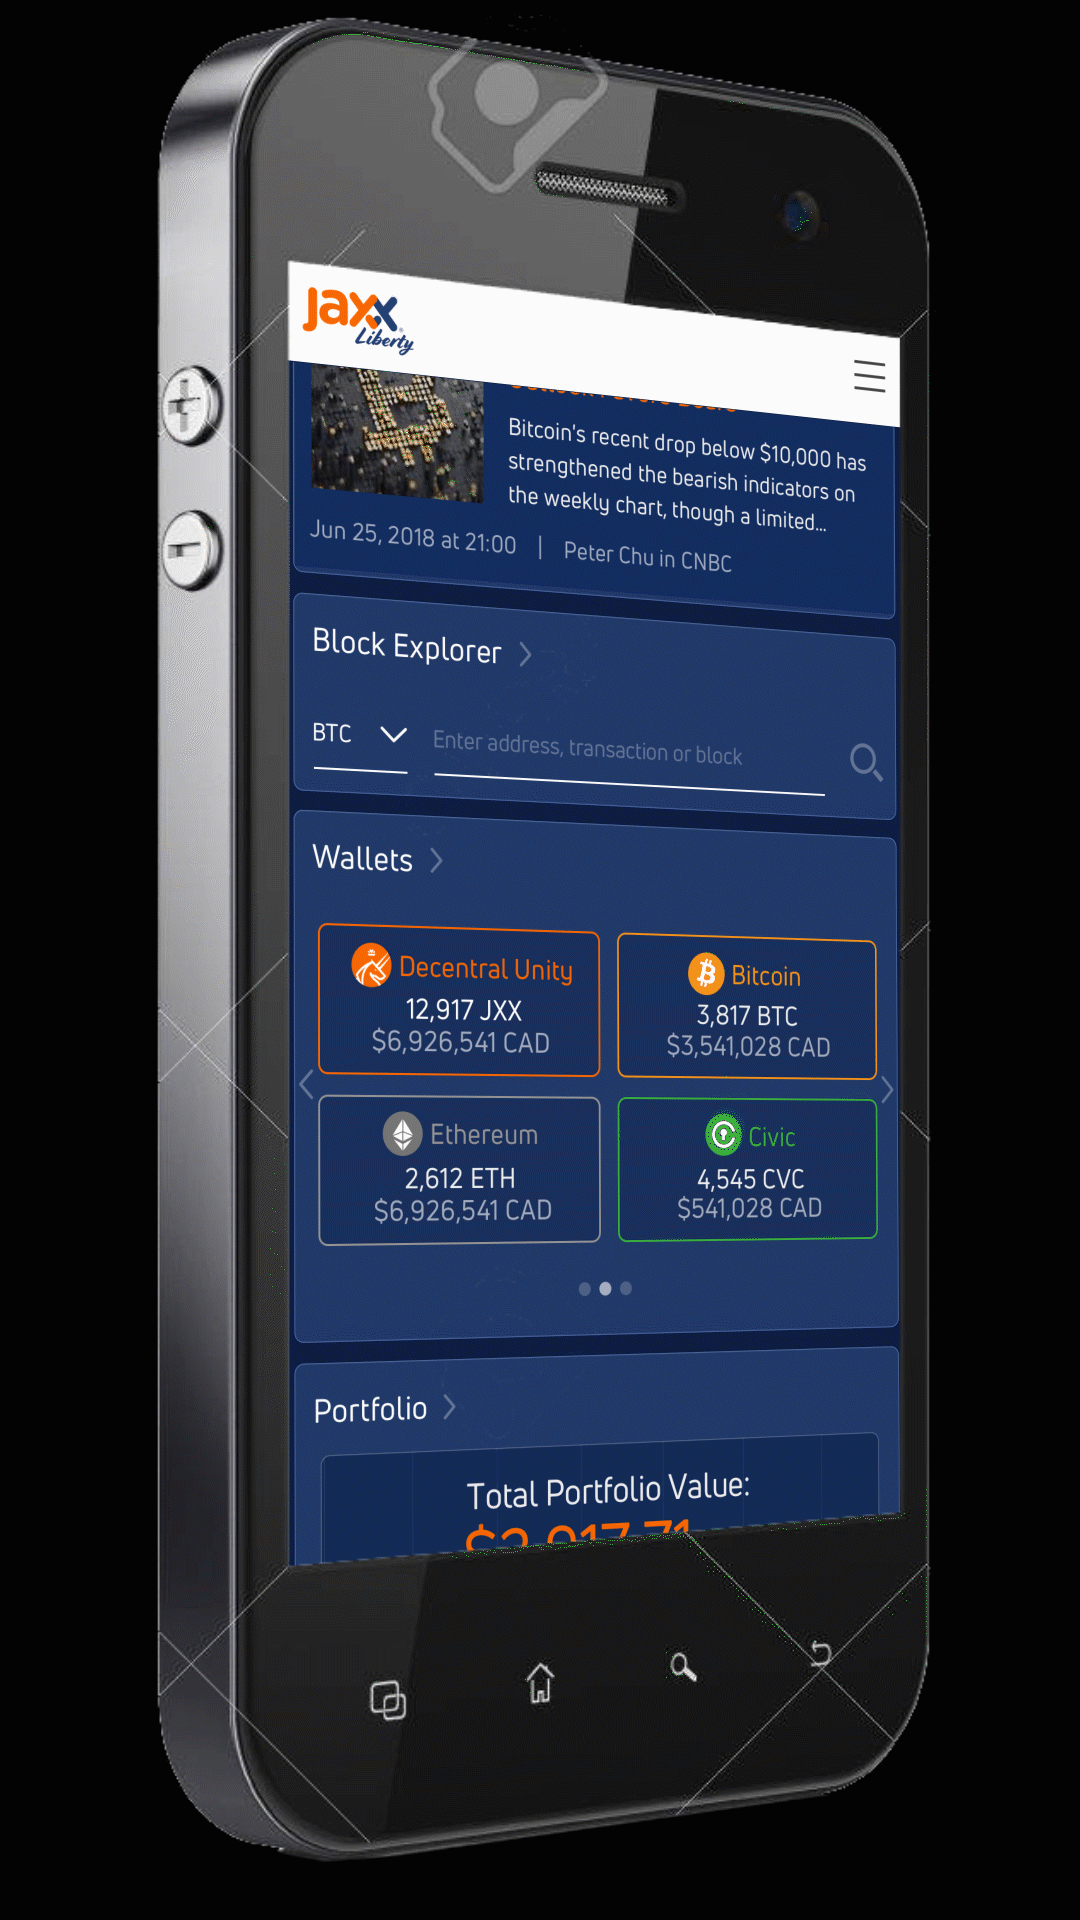 Jaxx
Liberty
Bitcoin's recent drop below $10,000 has
strengthened the bearish indicators on
the weekly chart, though a limited...
Jun 25, 2018 at 21:00 | Peter Chu in CNBC
Block Explorer
BTC
Enter address, transaction or block
Wallets
Decentral Unity
12,917 JXX
$6,926,541 CAD
Bitcoin
3,817 BTC
$3,541,028 CAD
Ethereum
2,612 ETH
$6,926,541 CAD
Civic
4,545 CVC
$541,028 CAD
Portfolio
Total Portfolio Value: